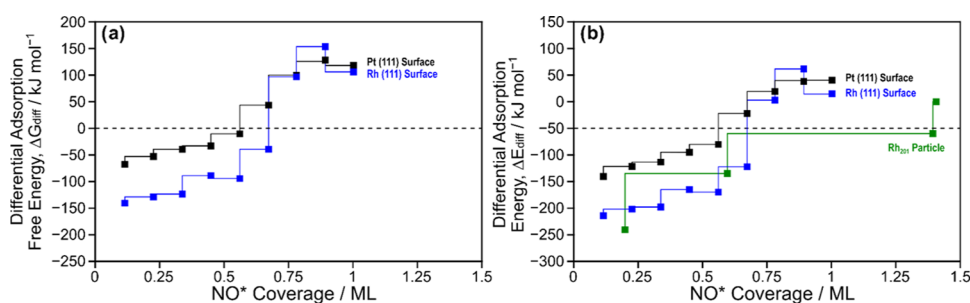 (a)
Differential Adsorption
Free Energy, ΔGdiff / kJ mol⁻¹
200
150
100
50
0
−50
−100
−150
−200
−250
Pt (111) Surface
Rh (111) Surface
0 0.25 0.5 0.75 1 1.25 1.5
NO* Coverage / ML
(b)
Differential Adsorption
Energy, ΔEdiff / kJ mol⁻¹
150
100
50
0
−50
−100
−150
−200
−250
−300
Pt (111) Surface
Rh (111) Surface
Rh₂₀₁ Particle
0 0.25 0.5 0.75 1 1.25 1.5
NO* Coverage / ML